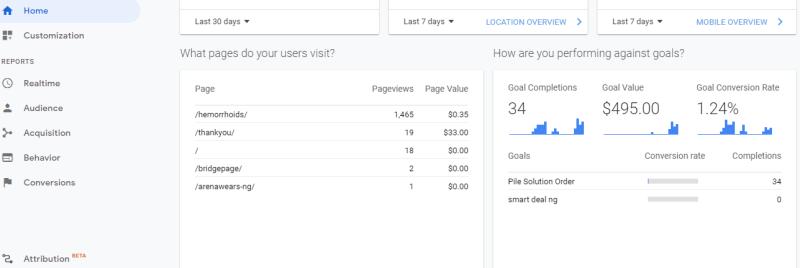 Home
Customization
REPORTS
Realtime
Audience
Acquisition
Behavior
Conversions
Attribution BETA
Last 30 days
Last 7 days LOCATION OVERVIEW
Last 7 days MOBILE OVERVIEW
What pages do your users visit?
Page Pageviews Page Value
/hemorrhoids/ 1,465 $0.35
/thankyou/ 19 $33.00
/ 18 $0.00
/bridgepage/ 2 $0.00
/arenawears-ng/ 1 $0.00
How are you performing against goals?
Goal Completions Goal Value Goal Conversion Rate
34 $495.00 1.24%
Goals Conversion rate Completions
Pile Solution Order 34
smart deal ng 0